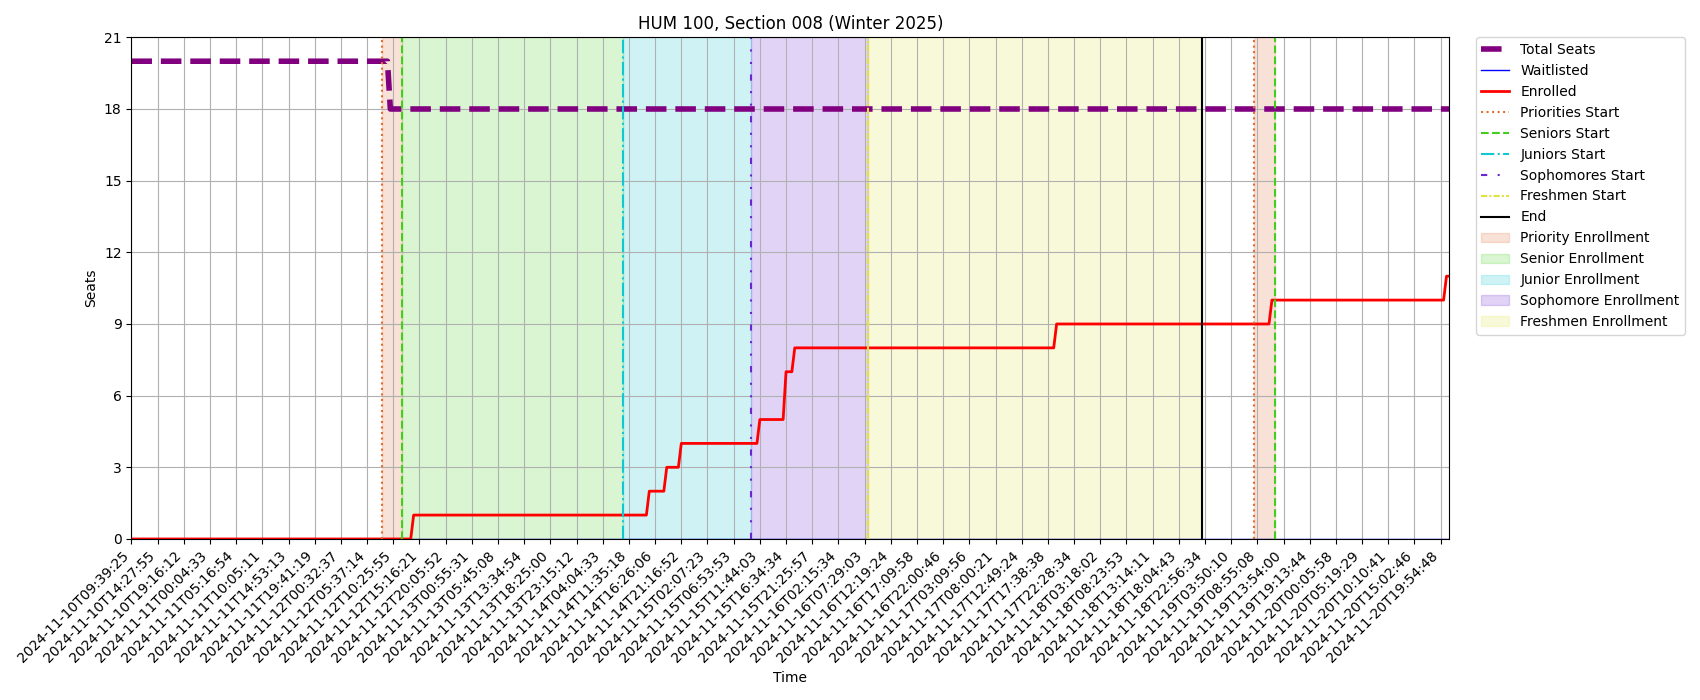 HUM 100, Section 008 (Winter 2025)
21
18
15
12
9
6
3
0
Seats
2024-11-10T09:39:25
2024-11-10T14:27:55
2024-11-10T19:16:12
2024-11-11T00:04:33
2024-11-11T05:16:54
2024-11-11T10:05:11
2024-11-11T14:53:13
2024-11-11T19:41:19
2024-11-12T00:32:37
2024-11-12T05:37:14
2024-11-12T10:25:55
2024-11-12T15:16:21
2024-11-12T20:05:52
2024-11-13T00:55:31
2024-11-13T05:45:08
2024-11-13T13:34:54
2024-11-13T18:25:00
2024-11-13T23:15:12
2024-11-14T04:04:33
2024-11-14T11:35:18
2024-11-14T16:26:06
2024-11-14T21:16:52
2024-11-15T02:07:23
2024-11-15T06:53:53
2024-11-15T11:44:03
2024-11-15T16:34:34
2024-11-15T21:25:57
2024-11-16T02:15:34
2024-11-16T07:29:03
2024-11-16T12:19:24
2024-11-16T17:09:58
2024-11-16T22:00:46
2024-11-17T03:09:56
2024-11-17T08:00:21
2024-11-17T12:49:24
2024-11-17T17:38:38
2024-11-17T22:28:34
2024-11-18T03:18:02
2024-11-18T08:23:53
2024-11-18T13:14:11
2024-11-18T18:04:43
2024-11-18T22:56:34
2024-11-19T03:50:10
2024-11-19T08:55:08
2024-11-19T13:54:00
2024-11-19T19:13:44
2024-11-20T00:05:58
2024-11-20T05:19:29
2024-11-20T10:10:41
2024-11-20T15:02:46
2024-11-20T19:54:48
Time
Total Seats
Waitlisted
Enrolled
Priorities Start
Seniors Start
Juniors Start
Sophomores Start
Freshmen Start
End
Priority Enrollment
Senior Enrollment
Junior Enrollment
Sophomore Enrollment
Freshmen Enrollment